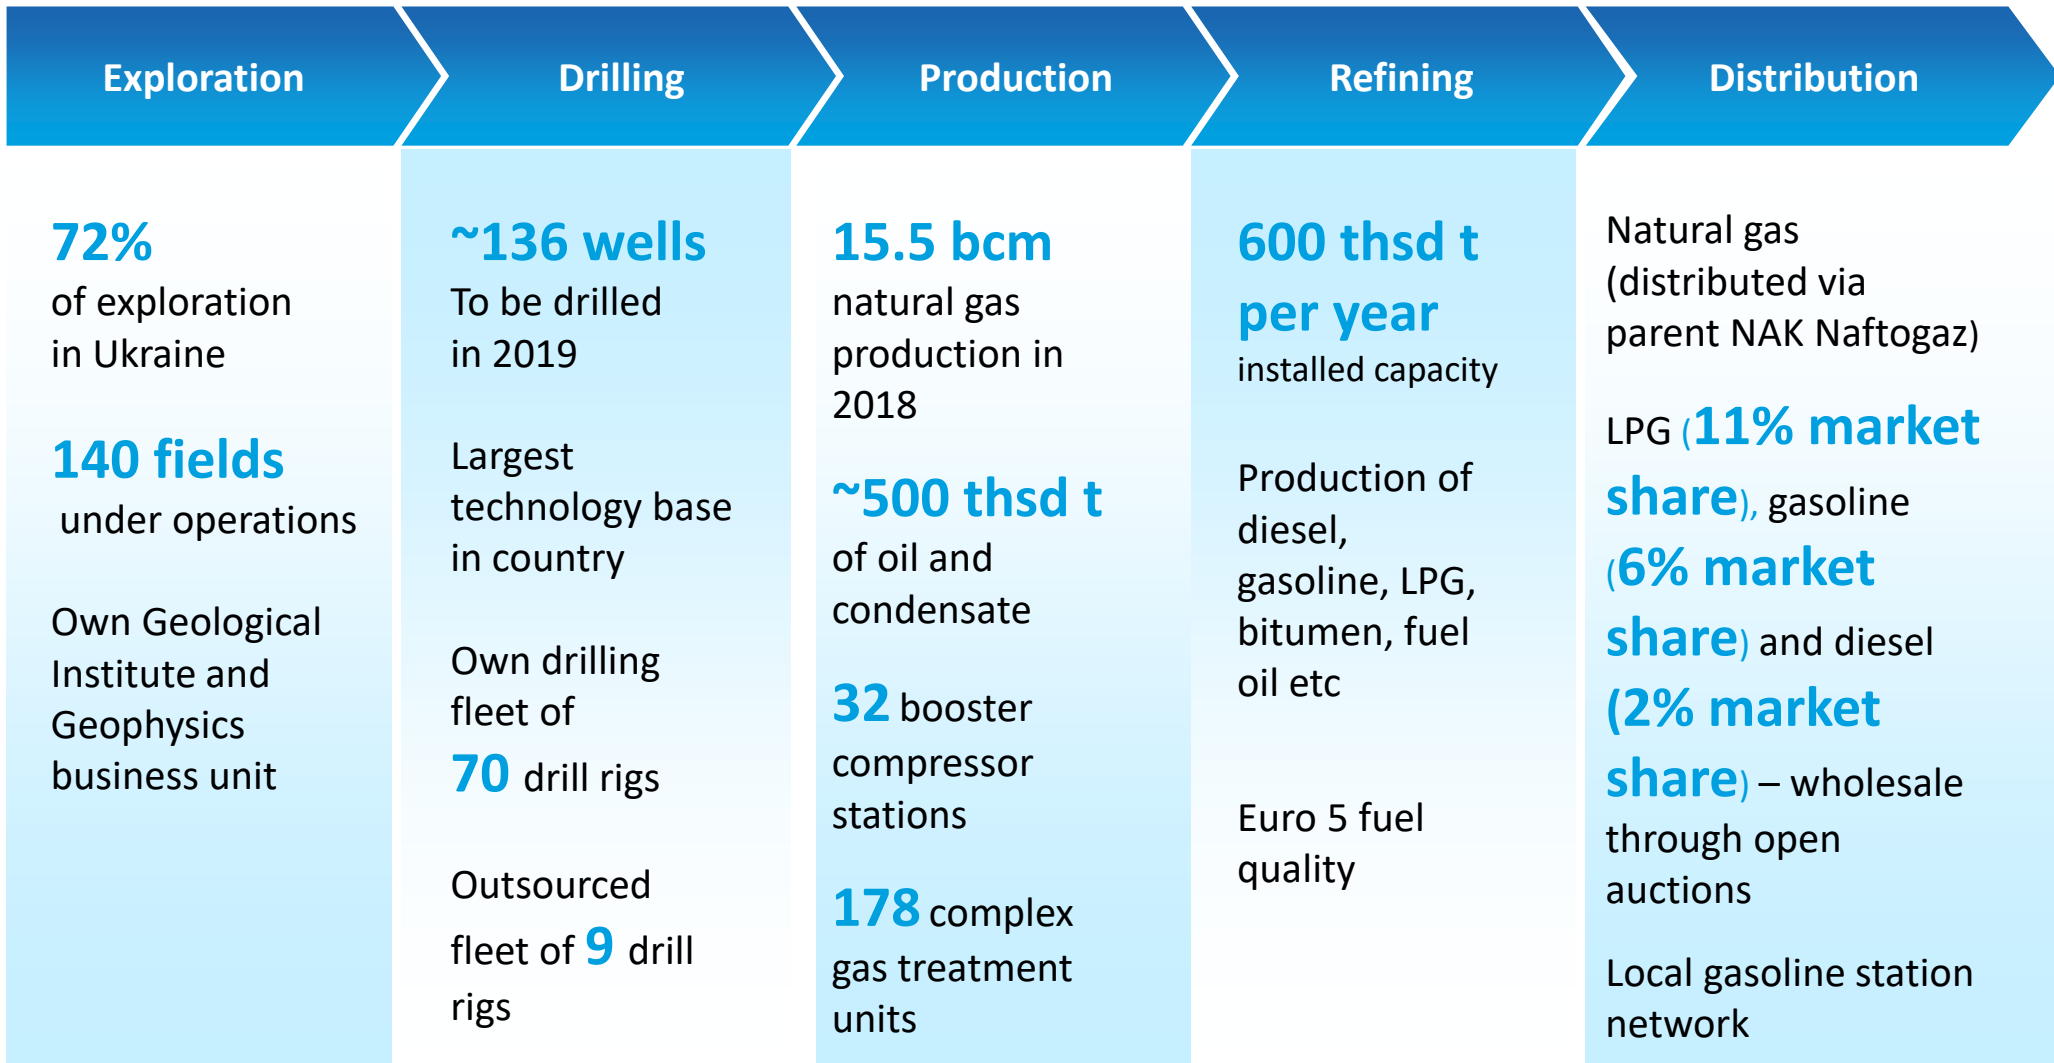 Exploration
Drilling
Production
Refining
Distribution
72%
of exploration
in Ukraine
140 fields
under operations
Own Geological
Institute and
Geophysics
business unit
~136 wells
To be drilled
in 2019
Largest
technology base
in country
Own drilling
fleet of
70 drill rigs
Outsourced
fleet of 9 drill
rigs
15.5 bcm
natural gas
production in
2018
~500 thsd t
of oil and
condensate
32 booster
compressor
stations
178 complex
gas treatment
units
600 thsd t
per year
installed capacity
Production of
diesel,
gasoline, LPG,
bitumen, fuel
oil etc
Euro 5 fuel
quality
Natural gas
(distributed via
parent NAK Naftogaz)
LPG (11% market
share), gasoline
(6% market
share) and diesel
(2% market
share) – wholesale
through open
auctions
Local gasoline station
network